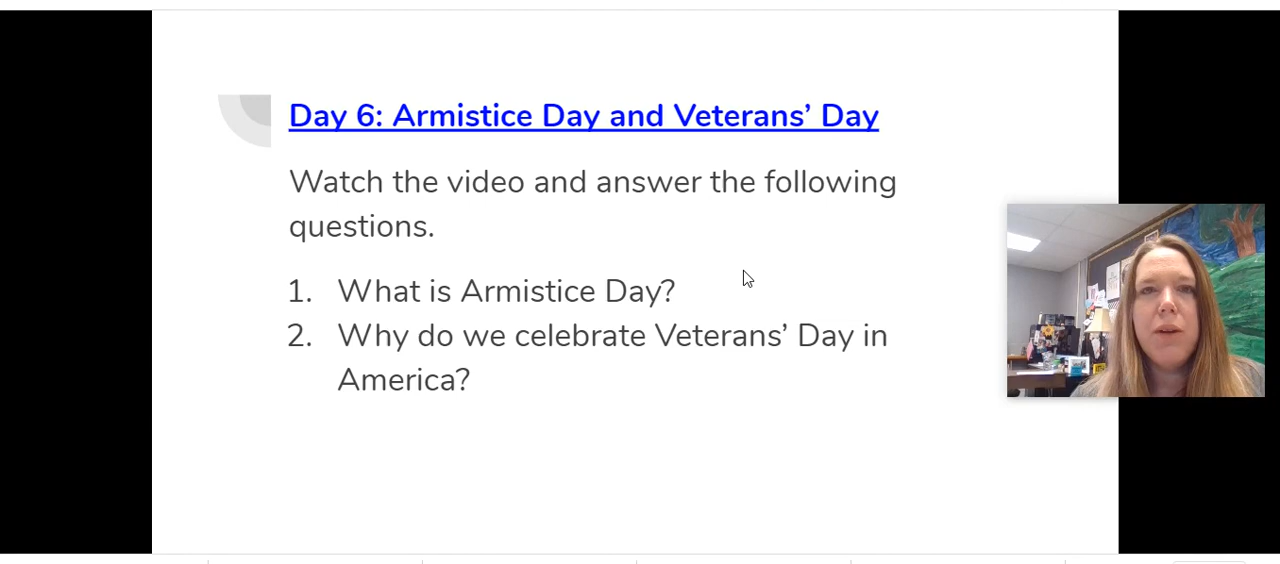 Day 6: Armistice Day and Veterans’ Day
Watch the video and answer the following
questions.
1. What is Armistice Day?
2. Why do we celebrate Veterans’ Day in
America?